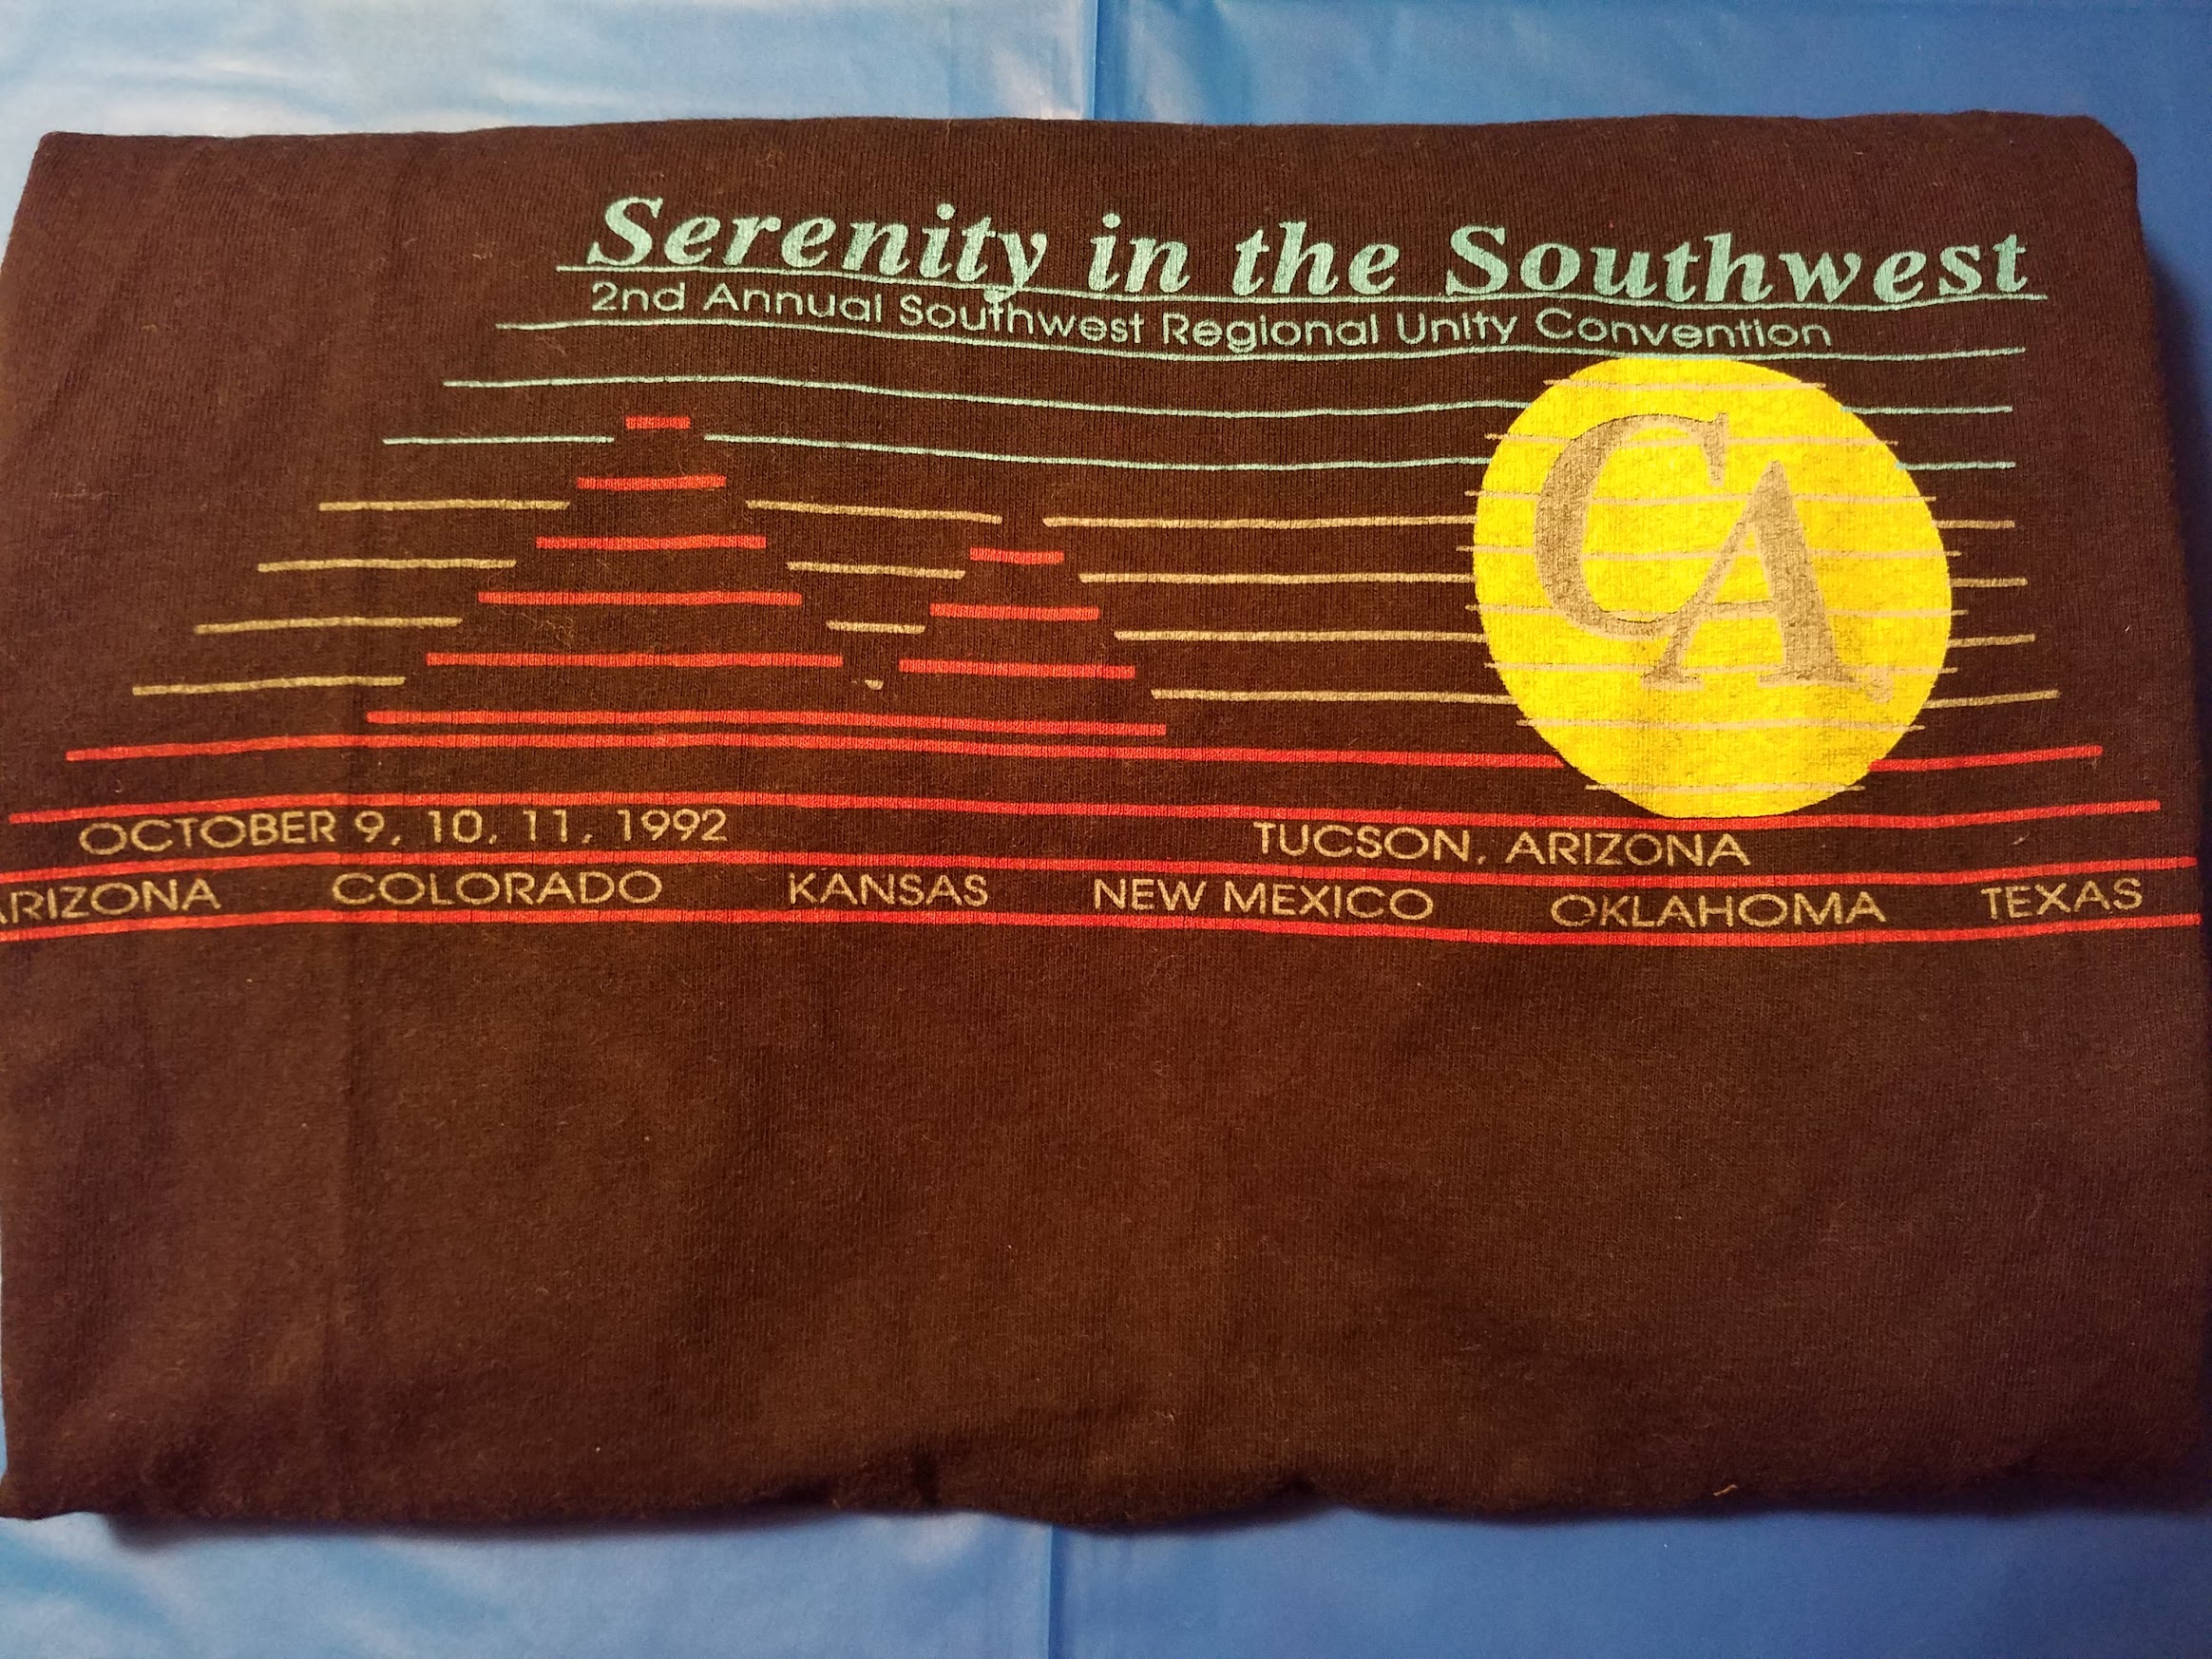 Serenity in the Southwest
2nd Annual Southwest Regional Unity Convention
CA
OCTOBER 9, 10, 11, 1992 TUCSON, ARIZONA
ARIZONA COLORADO KANSAS NEW MEXICO OKLAHOMA TEXAS